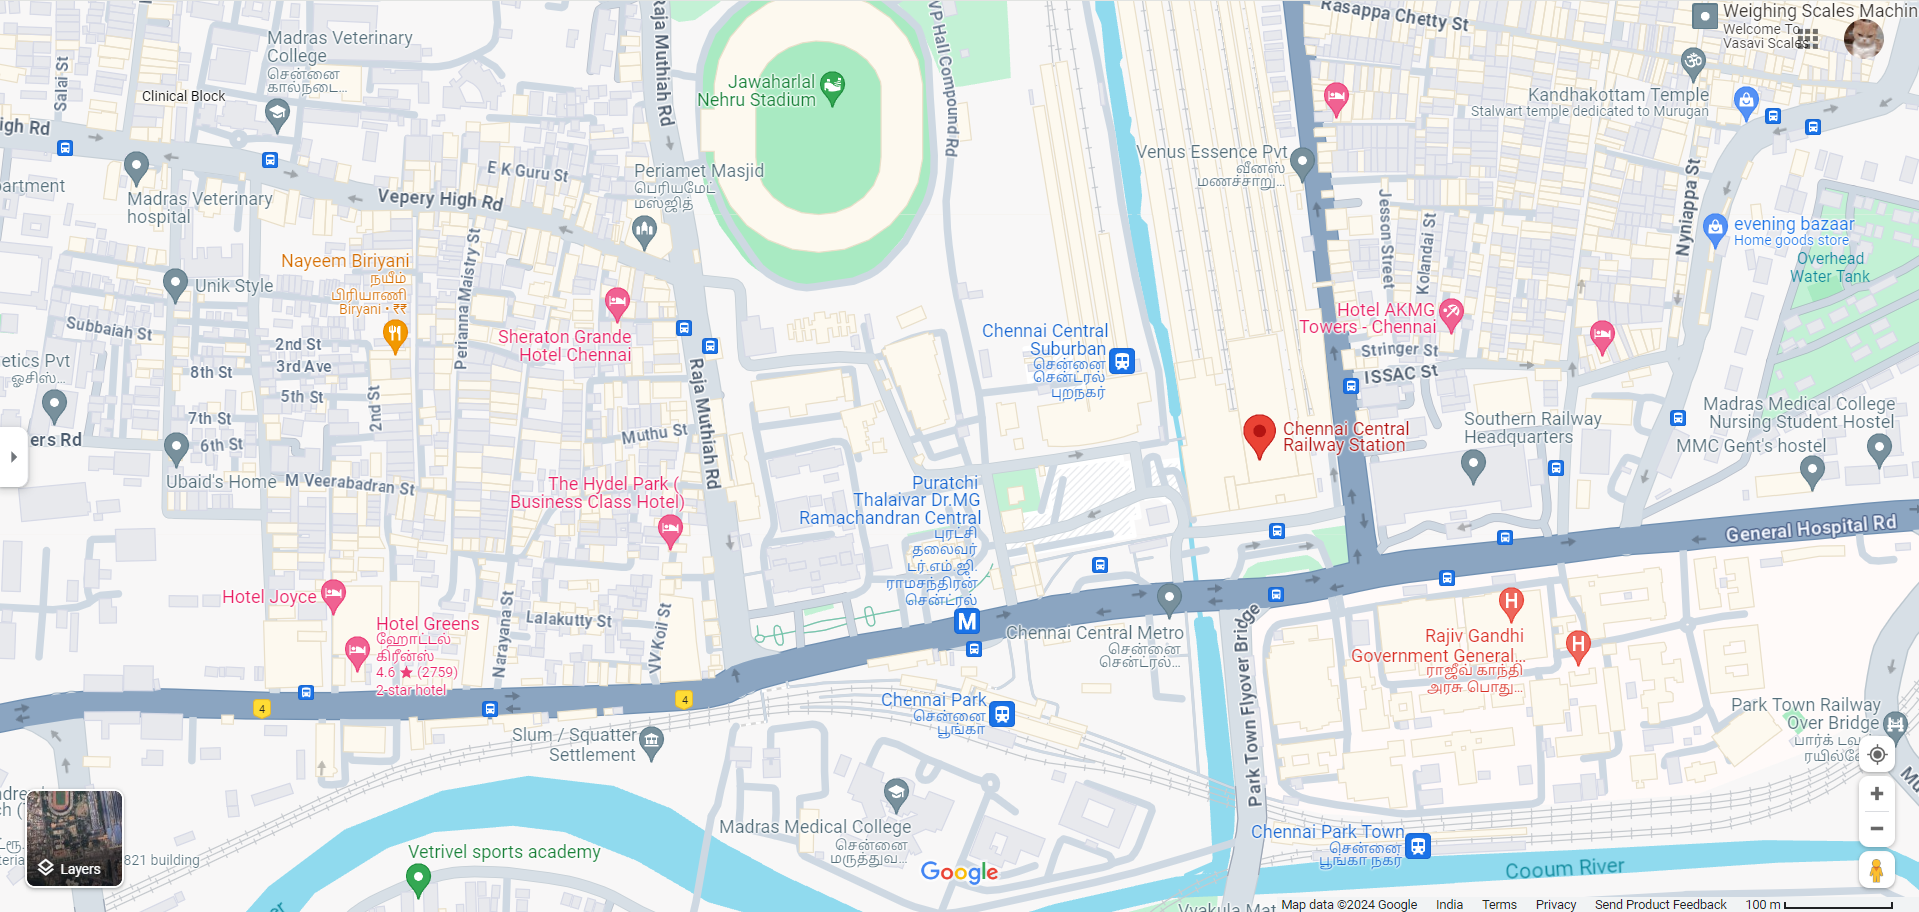 Salai St
Madras Veterinary
College
சென்னை
கால்நடை...
Clinical Block
Raja Muthiah Rd
Jawaharlal
Nehru Stadium
VP Hall Compound Rd
Rasappa Chetty St
Weighing Scales Machin
Welcome To
Vasavi Scales
Kandhakottam Temple
Stalwart temple dedicated to Murugan
igh Rd
partment
Madras Veterinary
hospital
E K Guru St
Vepery High Rd
Periamet Masjid
பெரியமேட்
மஸ்ஜித்
Venus Essence Pvt
வீனஸ்
மணச்சாறு...
Jesson Street
Kolandai St
Nyniappa St
evening bazaar
Home goods store
Overhead
Water Tank
Nayeem Biriyani
நயீம்
பிரியாணி
Biryani • ₹₹
Unik Style
Perianna Maistry St
Subbaiah St
2nd St
3rd Ave
8th St
5th St
7th St
6th St
2nd St
Sheraton Grande
Hotel Chennai
Chennai Central
Suburban
சென்னை
சென்ட்ரல்
புறநகர்
Hotel AKMG
Towers - Chennai
Stringer St
ISSAC St
etics Pvt
ஓசிஸ்...
ers Rd
Ubaid's Home
M Veerabadran St
Muthu St
Raja Muthiah Rd
The Hydel Park (
Business Class Hotel)
Chennai Central
Railway Station
Southern Railway
Headquarters
Madras Medical College
Nursing Student Hostel
MMC Gent's hostel
Puratchi
Thalaivar Dr.MG
Ramachandran Central
புரட்சி
தலைவர்
டர்.எம்.ஜி.
ராமசந்திரன்
சென்ட்ரல்
M
General Hospital Rd
Hotel Joyce
Hotel Greens
ஹோட்டல்
கிரீன்ஸ்
4.6 ★ (2759)
2-star hotel
Narayana St
Lalakutty St
VV Koil St
Chennai Central Metro
சென்னை
சென்ட்ரல்...
Park Town Flyover Bridge
H
H
Rajiv Gandhi
Government General...
ராஜீவ் காந்தி
அரசு பொது...
4
4
Chennai Park
சென்னை
பூங்கா
Slum / Squatter
Settlement
Park Town Railway
Over Bridge
பார்க் டவு
ரயில்வே
Madras Medical College
சென்னை
மருத்துவ...
Chennai Park Town
சென்னை
பூங்கா நகர்
821 building
Layers
Vetrivel sports academy
Google
Cooum River
Vyakula Mat
Map data ©2024 Google
India
Terms
Privacy
Send Product Feedback
100 m